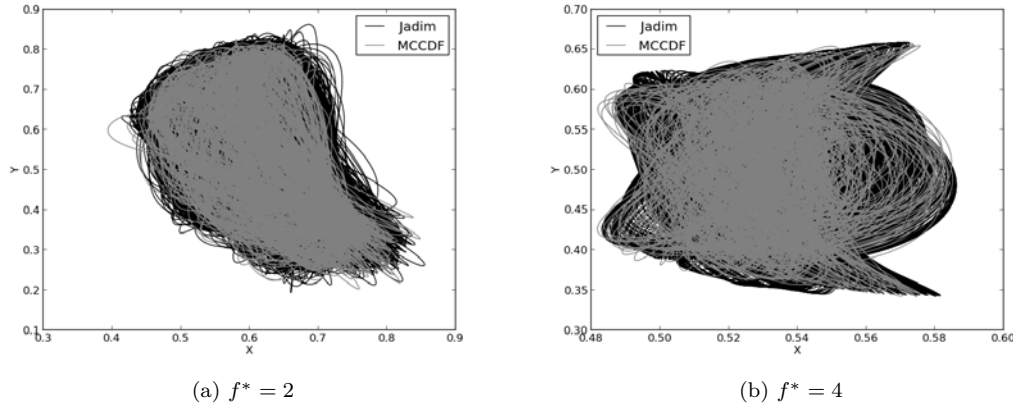 0.9
0.8
0.7
0.6
0.5
0.4
0.3
0.2
0.1
Y
0.3 0.4 0.5 0.6 0.7 0.8 0.9
X
Jadim
MCCDF
(a) f* = 2
0.70
0.65
0.60
0.55
0.50
0.45
0.40
0.35
0.30
Y
0.48 0.50 0.52 0.54 0.56 0.58 0.60
X
Jadim
MCCDF
(b) f* = 4